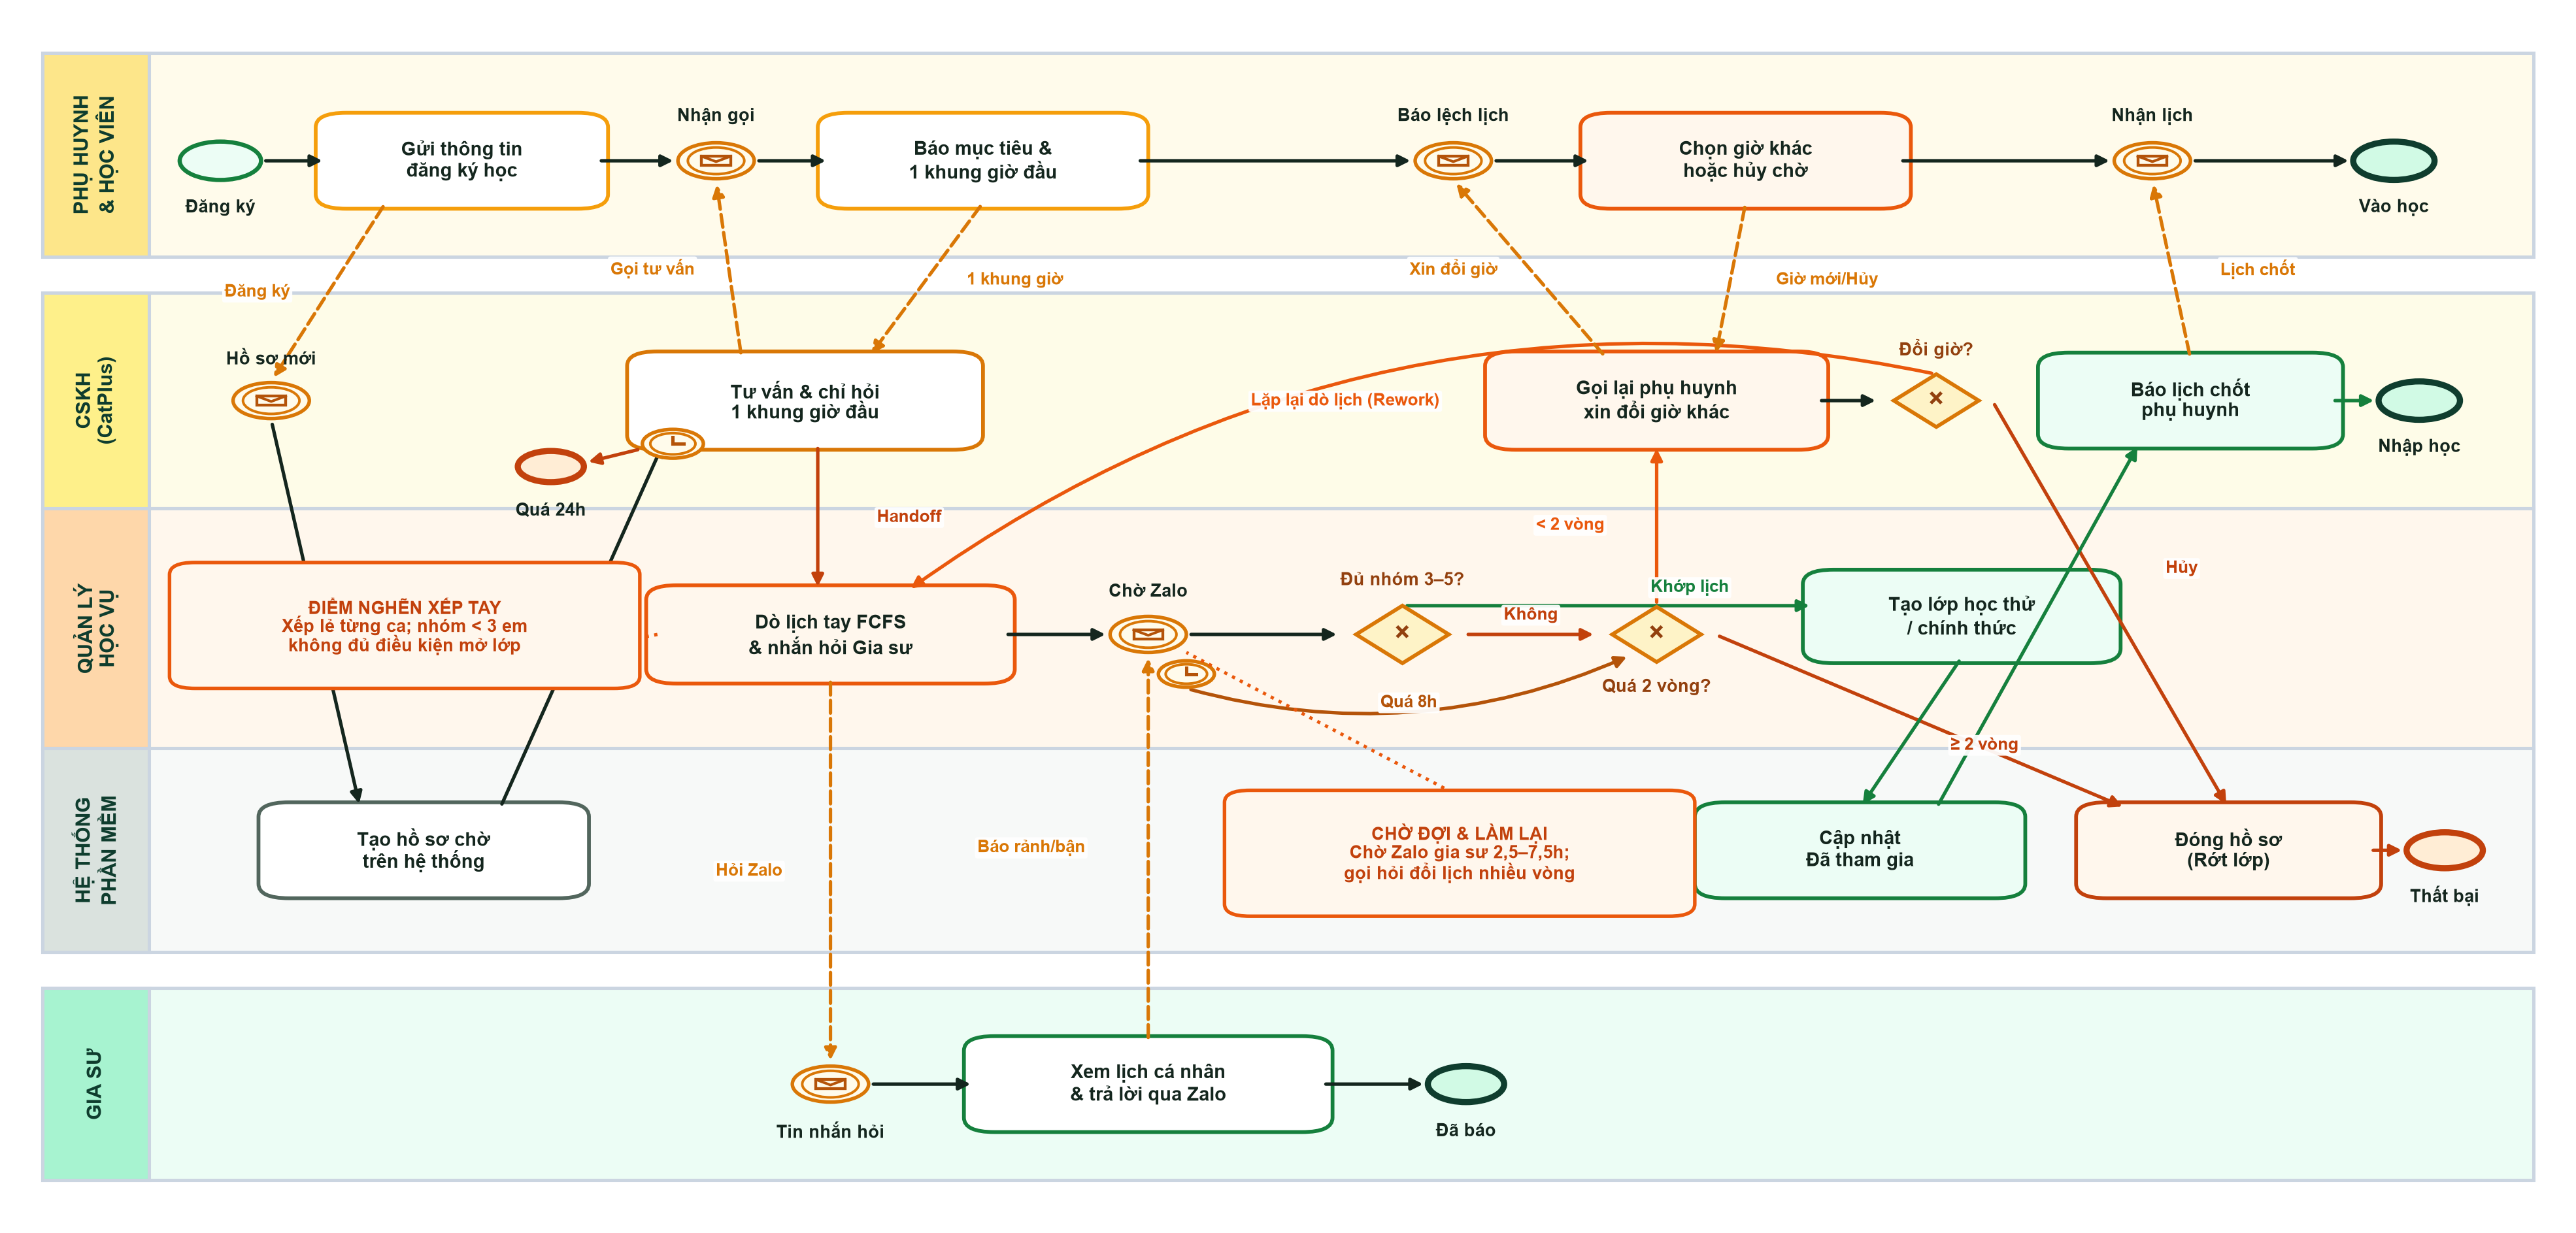 PHỤ HUYNH
& HỌC VIÊN
Đăng ký
Gửi thông tin
đăng ký học
Nhận gọi
Báo mục tiêu &
1 khung giờ đầu
Báo lệch lịch
Chọn giờ khác
hoặc hủy chờ
Nhận lịch
Vào học
Đăng ký
Gọi tư vấn
1 khung giờ
Xin đổi giờ
Giờ mới/Hủy
Lịch chốt
CSKH
(CatPlus)
Hồ sơ mới
Tư vấn & chỉ hỏi
1 khung giờ đầu
Quá 24h
Lặp lại dò lịch (Rework)
Gọi lại phụ huynh
xin đổi giờ khác
Đổi giờ?
Báo lịch chốt
phụ huynh
Nhập học
Handoff
< 2 vòng
Hủy
QUẢN LÝ
HỌC VỤ
ĐIỂM NGHẼN XẾP TAY
Xếp lẻ từng ca; nhóm < 3 em
không đủ điều kiện mở lớp
Dò lịch tay FCFS
& nhắn hỏi Gia sư
Chờ Zalo
Đủ nhóm 3–5?
Không
Khớp lịch
Quá 2 vòng?
Quá 8h
Tạo lớp học thử
/ chính thức
≥ 2 vòng
HỆ THỐNG
PHẦN MỀM
Tạo hồ sơ chờ
trên hệ thống
Hỏi Zalo
Báo rảnh/bận
CHỜ ĐỢI & LÀM LẠI
Chờ Zalo gia sư 2,5–7,5h;
gọi hỏi đổi lịch nhiều vòng
Cập nhật
Đã tham gia
Đóng hồ sơ
(Rớt lớp)
Thất bại
GIA SƯ
Tin nhắn hỏi
Xem lịch cá nhân
& trả lời qua Zalo
Đã báo